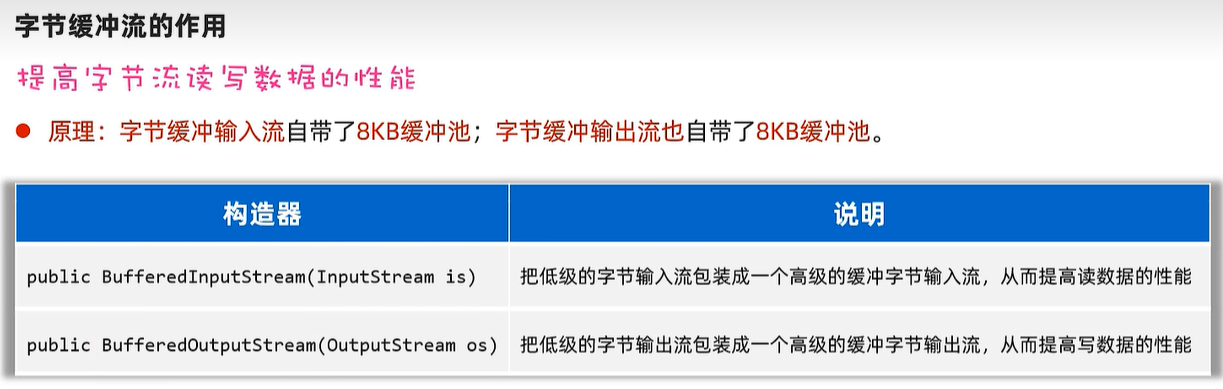 字节缓冲流的作用
提高字节流读写数据的性能
● 原理：字节缓冲输入流自带了8KB缓冲池；字节缓冲输出流也自带了8KB缓冲池。
构造器 说明
public BufferedInputStream(InputStream is) 把低级的字节输入流包装成一个高级的缓冲字节输入流，从而提高读数据的性能
public BufferedOutputStream(OutputStream os) 把低级的字节输出流包装成一个高级的缓冲字节输出流，从而提高写数据的性能